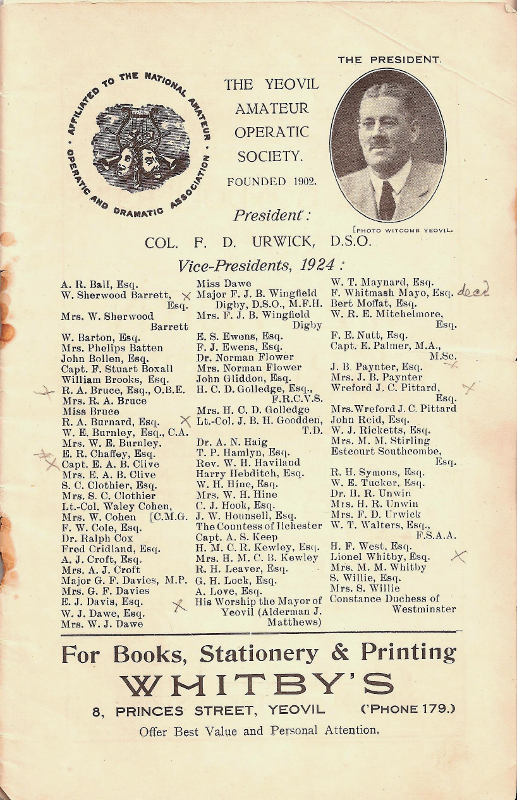 AFFILIATED TO THE NATIONAL AMATEUR
OPERATIC AND DRAMATIC ASSOCIATION
THE YEOVIL
AMATEUR
OPERATIC
SOCIETY.
FOUNDED 1902.
THE PRESIDENT.
[PHOTO WITCOMB YEOVIL.
President:
COL. F. D. URWICK, D.S.O.
Vice-Presidents, 1924:
A. R. Ball, Esq.
W. Sherwood Barrett,
Esq.
Mrs. W. Sherwood
Barrett
W. Barton, Esq.
Mrs. Phelips Batten
John Bollen, Esq.
Capt. F. Stuart Boxall
William Brooks, Esq.
R. A. Bruce, Esq., O.B.E.
Mrs. R. A. Bruce
Miss Bruce
R. A. Burnard, Esq.
W. E. Burnley, Esq., C.A.
Mrs. W. E. Burnley.
E. R. Chaffey, Esq.
Capt. E. A. B. Clive
Mrs. E. A. B. Clive
S. C. Clothier, Esq.
Mrs. S. C. Clothier
Lt.-Col. Waley Cohen,
Mrs. W. Cohen [C.M.G.
F. W. Cole, Esq.
Dr. Ralph Cox
Fred Cridland, Esq.
A. J. Croft, Esq.
Mrs. A. J. Croft
Major G. F. Davies, M.P.
Mrs. G. F. Davies
E. J. Davis, Esq.
W. J. Dawe, Esq.
Mrs. W. J. Dawe
Miss Dawe
Major F. J. B. Wingfield
Digby, D.S.O., M.F.H.
Mrs. F. J. B. Wingfield
Digby
E. S. Ewens, Esq.
F. J. Ewens, Esq.
Dr. Norman Flower
Mrs. Norman Flower
John Gliddon, Esq.
H. C. D. Golledge, Esq.,
F.R.C.V.S.
Mrs. H. C. D. Golledge
Lt.-Col. J. B. H. Goodden,
T.D.
Dr. A. N. Haig
T. P. Hamlyn, Esq.
Rev. W. H. Haviland
Harry Hebditch, Esq.
W. H. Hine, Esq.
Mrs. W. H. Hine
C. J. Hook, Esq.
J. W. Hounsell, Esq.
The Countess of Ilchester
Capt. A. S. Keep
H. M. C. R. Kewley, Esq.
Mrs. H. M. C. B. Kewley
R. H. Leaver, Esq.
G. H. Lock, Esq.
A. Love, Esq.
His Worship the Mayor of
Yeovil (Alderman J.
Matthews)
W. T. Maynard, Esq.
F. Whitmash Mayo, Esq. decd
Bert Moffat, Esq.
W. R. E. Mitchelmore,
Esq.
F. E. Nutt, Esq.
Capt. E. Palmer, M.A.,
M.Sc.
J. B. Paynter, Esq.
Mrs. J. B. Paynter
Wreford J. C. Pittard,
Esq.
Mrs. Wreford J. C. Pittard
John Reid, Esq.
W. J. Ricketts, Esq.
Mrs. M. M. Stirling
Estcourt Southcombe,
Esq.
R. H. Symons, Esq.
W. E. Tucker, Esq.
Dr. H. R. Unwin
Mrs. H. R. Unwin
Mrs. F. D. Urwick
W. T. Walters, Esq.,
F.S.A.A.
H. F. West, Esq.
Lionel Whitby, Esq.
Mrs. M. M. Whitby
S. Willie, Esq.
Mrs. S. Willie
Constance Duchess of
Westminster
For Books, Stationery & Printing
WHITBY'S
8, PRINCES STREET, YEOVIL ('PHONE 179.)
Offer Best Value and Personal Attention.